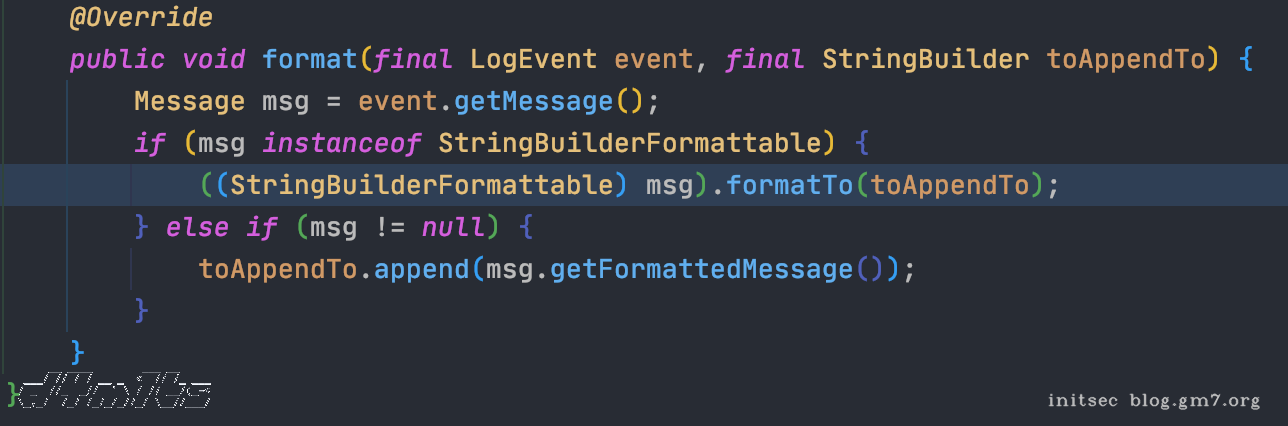 @Override
public void format(final LogEvent event, final StringBuilder toAppendTo) {
    Message msg = event.getMessage();
    if (msg instanceof StringBuilderFormattable) {
        ((StringBuilderFormattable) msg).formatTo(toAppendTo);
    } else if (msg != null) {
        toAppendTo.append(msg.getFormattedMessage());
    }
}
}
initsec blog.gm7.org